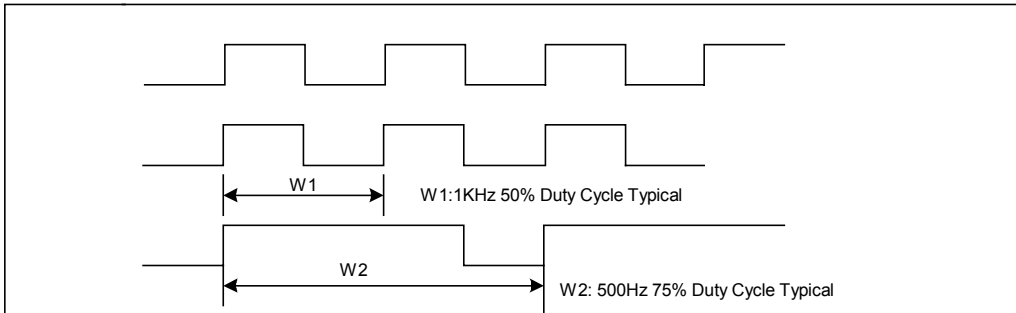 W1
W1:1KHz 50% Duty Cycle Typical
W2
W2: 500Hz 75% Duty Cycle Typical